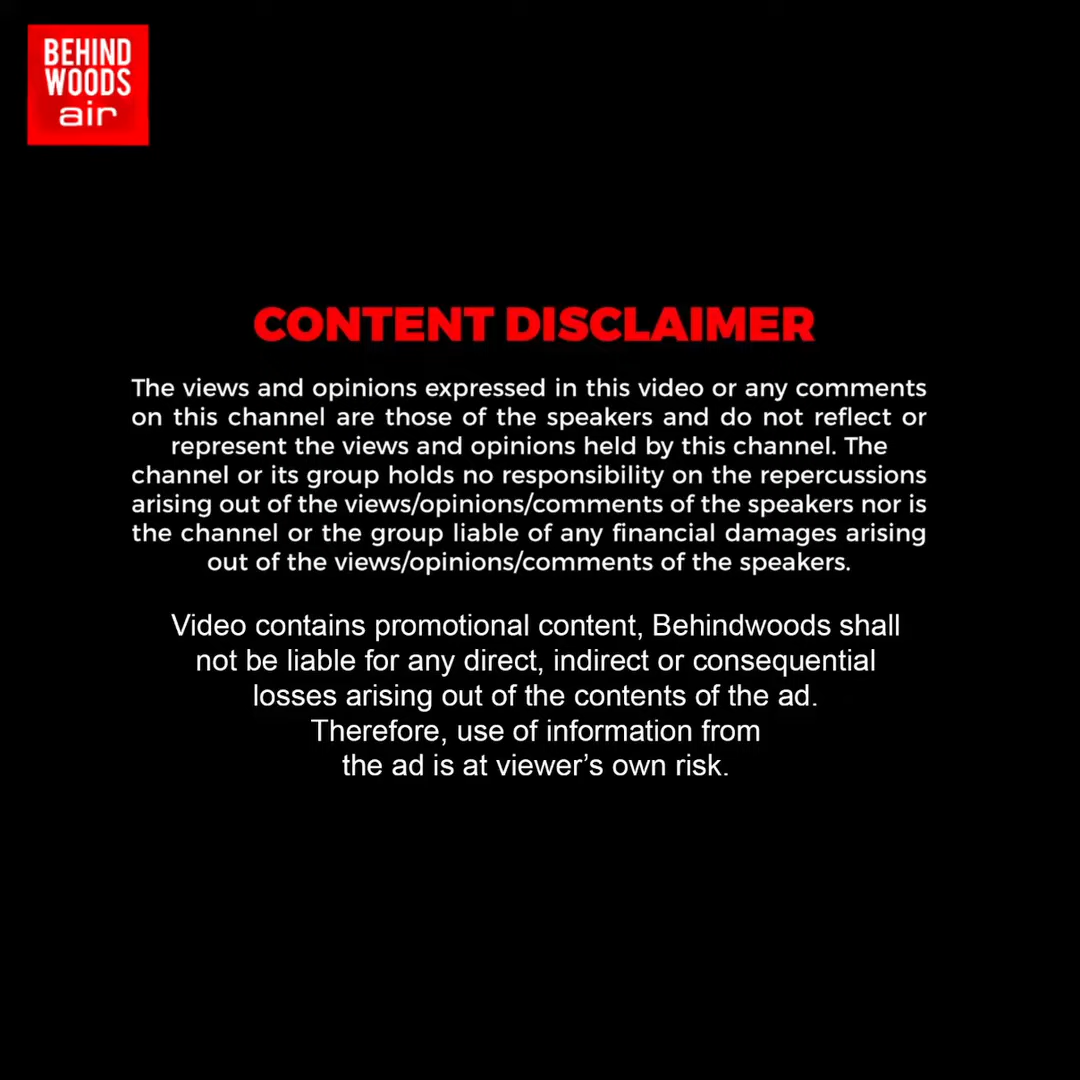 BEHIND
WOODS
air
CONTENT DISCLAIMER
The views and opinions expressed in this video or any comments
on this channel are those of the speakers and do not reflect or
represent the views and opinions held by this channel. The
channel or its group holds no responsibility on the repercussions
arising out of the views/opinions/comments of the speakers nor is
the channel or the group liable of any financial damages arising
out of the views/opinions/comments of the speakers.
Video contains promotional content, Behindwoods shall
not be liable for any direct, indirect or consequential
losses arising out of the contents of the ad.
Therefore, use of information from
the ad is at viewer’s own risk.